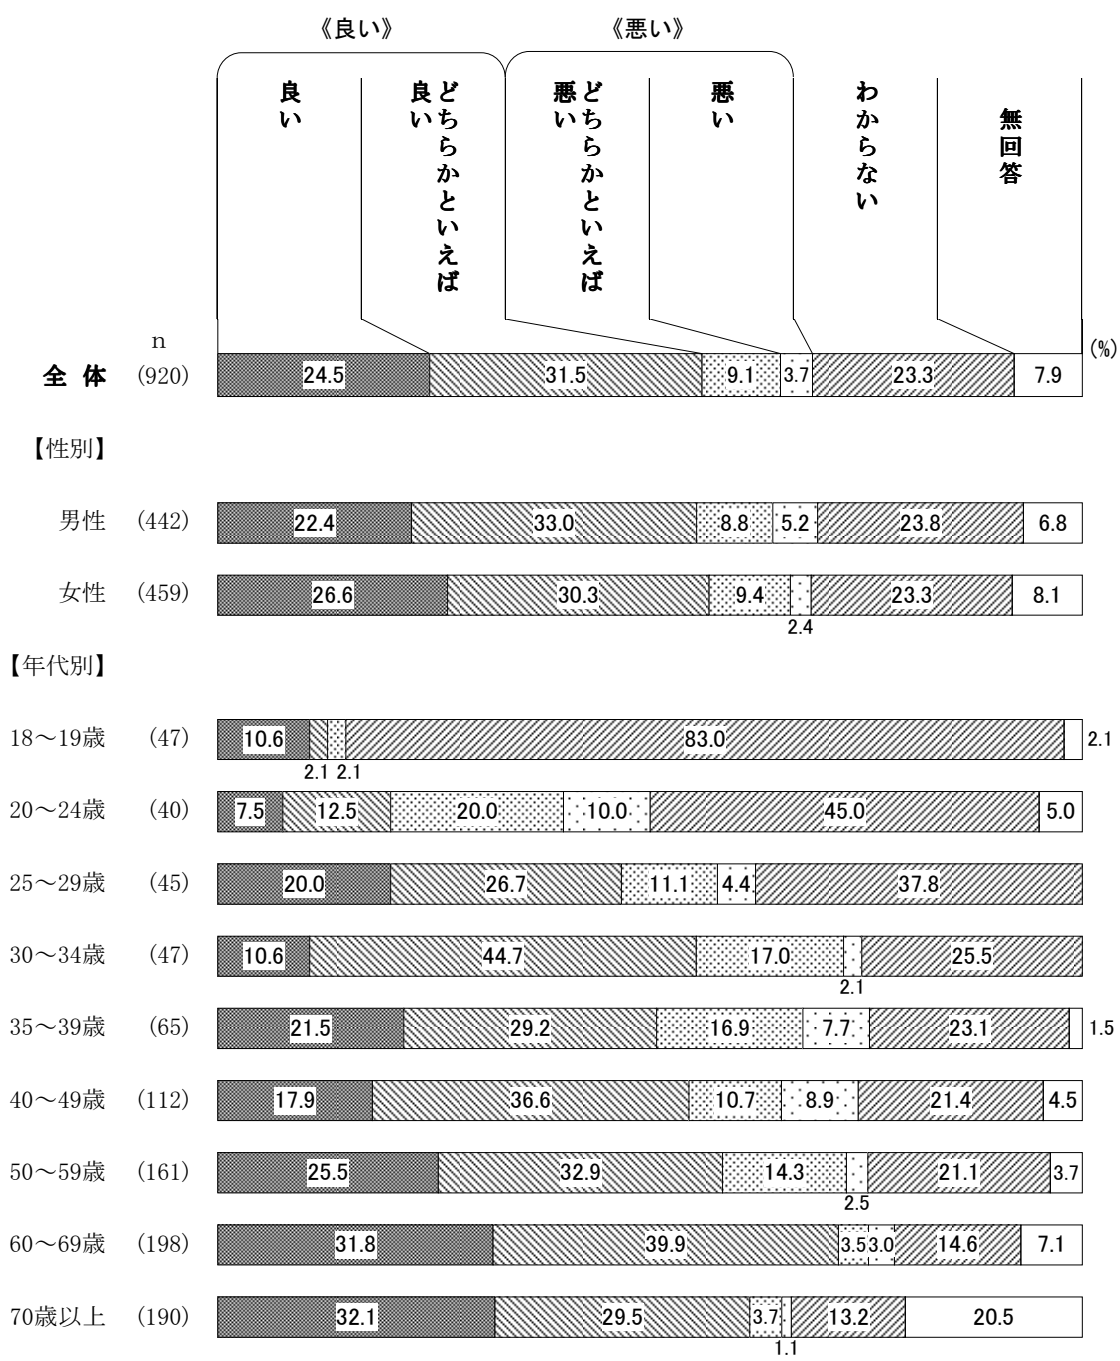 《良い》 《悪い》
良い
どちらかといえば
良い
どちらかといえば
悪い
悪い
わからない
無回答
n
(%)
全 体 (920) 24.5 31.5 9.1 3.7 23.3 7.9
【性別】
男性 (442) 22.4 33.0 8.8 5.2 23.8 6.8
女性 (459) 26.6 30.3 9.4 23.3 8.1
2.4
【年代別】
18～19歳 (47) 10.6 83.0 2.1
2.1 2.1
20～24歳 (40) 7.5 12.5 20.0 10.0 45.0 5.0
25～29歳 (45) 20.0 26.7 11.1 4.4 37.8
30～34歳 (47) 10.6 44.7 17.0 25.5
2.1
35～39歳 (65) 21.5 29.2 16.9 7.7 23.1 1.5
40～49歳 (112) 17.9 36.6 10.7 8.9 21.4 4.5
50～59歳 (161) 25.5 32.9 14.3 21.1 3.7
2.5
60～69歳 (198) 31.8 39.9 3.5 3.0 14.6 7.1
70歳以上 (190) 32.1 29.5 3.7 13.2 20.5
1.1